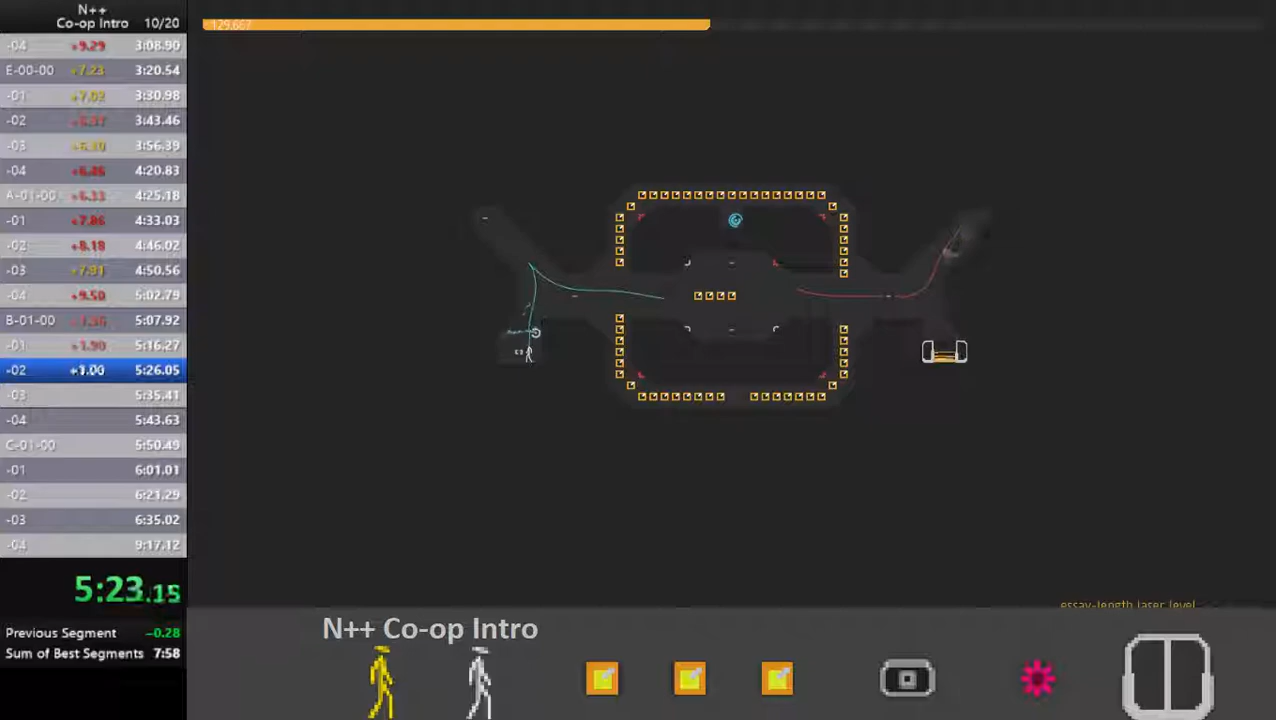 N++
Co-op Intro 10/20
-04 +9.29 3:08.90
E-00-00 +7.23 3:20.54
-01 +7.02 3:30.98
-02 3:43.46
-03 3:56.39
-04 4:20.83
A-01-00 +6.33 4:25.18
-01 +7.86 4:33.03
-02 +8.18 4:46.02
-03 +7.91 4:50.56
-04 +9.50 5:02.79
B-01-00 5:07.92
-01 +1.90 5:16.27
-02 +1.00 5:26.05
-03 5:35.41
-04 5:43.63
C-01-00 5:50.49
-01 6:01.01
-02 6:21.29
-03 6:35.02
-04 9:17.12
5:23.15
Previous Segment -0.28
Sum of Best Segments 7:58
129.667
essay-length laser level
N++ Co-op Intro